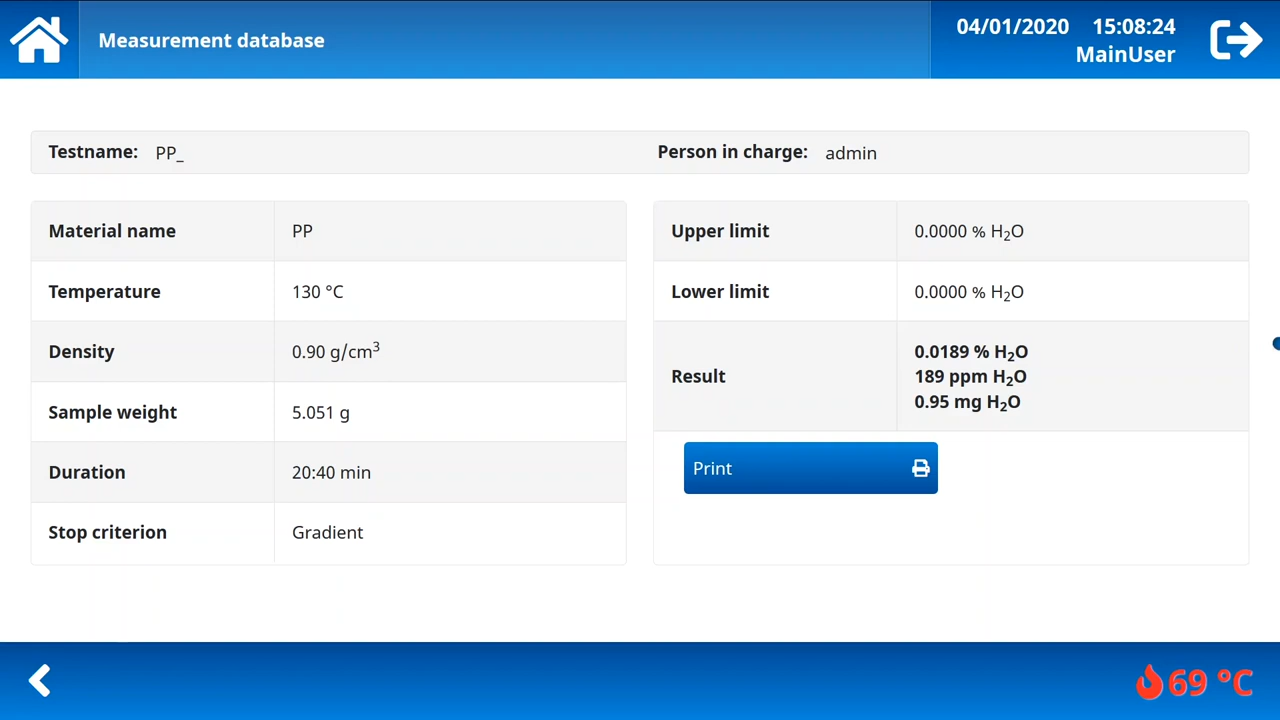 Measurement database
04/01/2020 15:08:24
MainUser
Testname: PP_
Person in charge: admin
Material name PP
Temperature 130 °C
Density 0.90 g/cm³
Sample weight 5.051 g
Duration 20:40 min
Stop criterion Gradient
Upper limit 0.0000 % H₂O
Lower limit 0.0000 % H₂O
Result 0.0189 % H₂O
189 ppm H₂O
0.95 mg H₂O
Print
69 °C